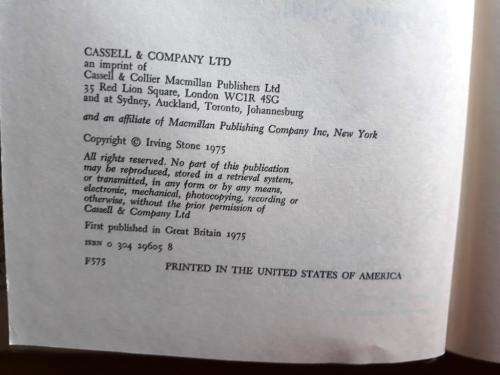 CASSELL & COMPANY LTD
an imprint of
Cassell & Collier Macmillan Publishers Ltd
35 Red Lion Square, London WC1R 4SG
and at Sydney, Auckland, Toronto, Johannesburg
and an affiliate of Macmillan Publishing Company Inc, New York
Copyright © Irving Stone 1975
All rights reserved. No part of this publication
may be reproduced, stored in a retrieval system,
or transmitted, in any form or by any means,
electronic, mechanical, photocopying, recording or
otherwise, without the prior permission of
Cassell & Company Ltd
First published in Great Britain 1975
ISBN 0 304 29605 8
F575
PRINTED IN THE UNITED STATES OF AMERICA